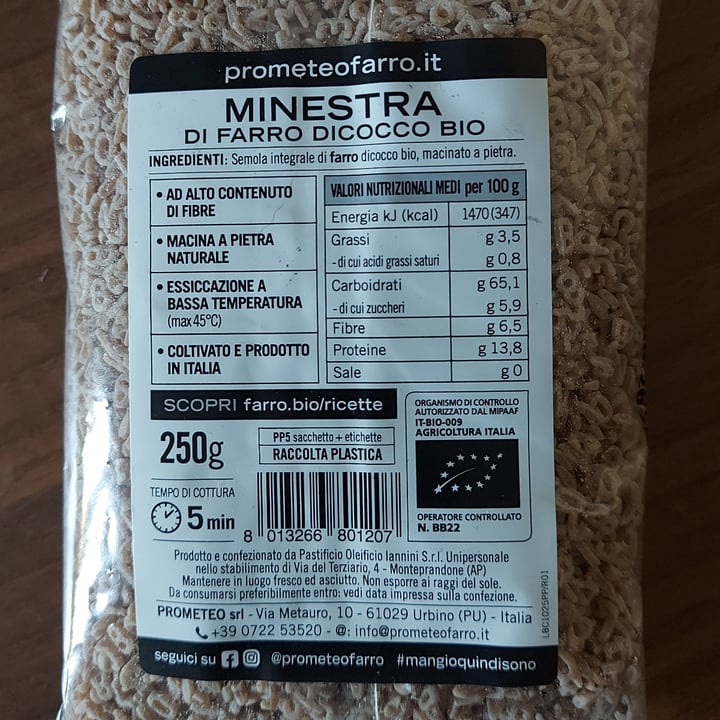 prometeofarro.it
MINESTRA
DI FARRO DICOCCO BIO
INGREDIENTI: Semola integrale di farro dicocco bio, macinato a pietra.
• AD ALTO CONTENUTO
DI FIBRE
• MACINA A PIETRA
NATURALE
• ESSICCAZIONE A
BASSA TEMPERATURA
(max 45°C)
• COLTIVATO E PRODOTTO
IN ITALIA
VALORI NUTRIZIONALI MEDI per 100 g
Energia kJ (kcal) 1470 (347)
Grassi g 3,5
- di cui acidi grassi saturi g 0,8
Carboidrati g 65,1
- di cui zuccheri g 5,9
Fibre g 6,5
Proteine g 13,8
Sale g 0
SCOPRI farro.bio/ricette
250g
PP5 sacchetto + etichette
RACCOLTA PLASTICA
TEMPO DI COTTURA
5 min
8 013266 801207
ORGANISMO DI CONTROLLO
AUTORIZZATO DAL MIPAAF
IT-BIO-009
AGRICOLTURA ITALIA
OPERATORE CONTROLLATO
N. BB22
Prodotto e confezionato da Pastificio Oleificio Iannini S.r.l. Unipersonale
nello stabilimento di Via del Terziario, 4 - Monteprandone (AP)
Mantenere in luogo fresco ed asciutto. Non esporre ai raggi del sole.
Da consumarsi preferibilmente entro: vedi data impressa sulla confezione.
PROMETEO srl - Via Metauro, 10 - 61029 Urbino (PU) - Italia
+39 0722 53520 - @: info@prometeofarro.it
LBC1025PP/R01
seguici su @prometeofarro #mangioquindisono